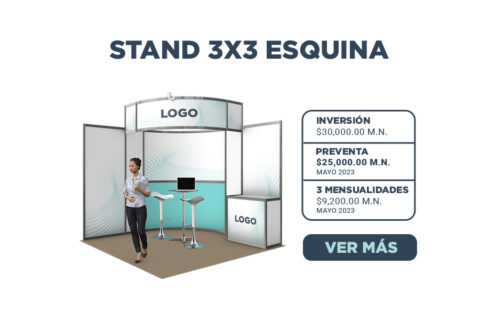 STAND 3X3 ESQUINA
LOGO
LOGO
INVERSIÓN
$30,000.00 M.N.
PREVENTA
$25,000.00 M.N.
MAYO 2023
3 MENSUALIDADES
$9,200.00 M.N.
MAYO 2023
VER MÁS